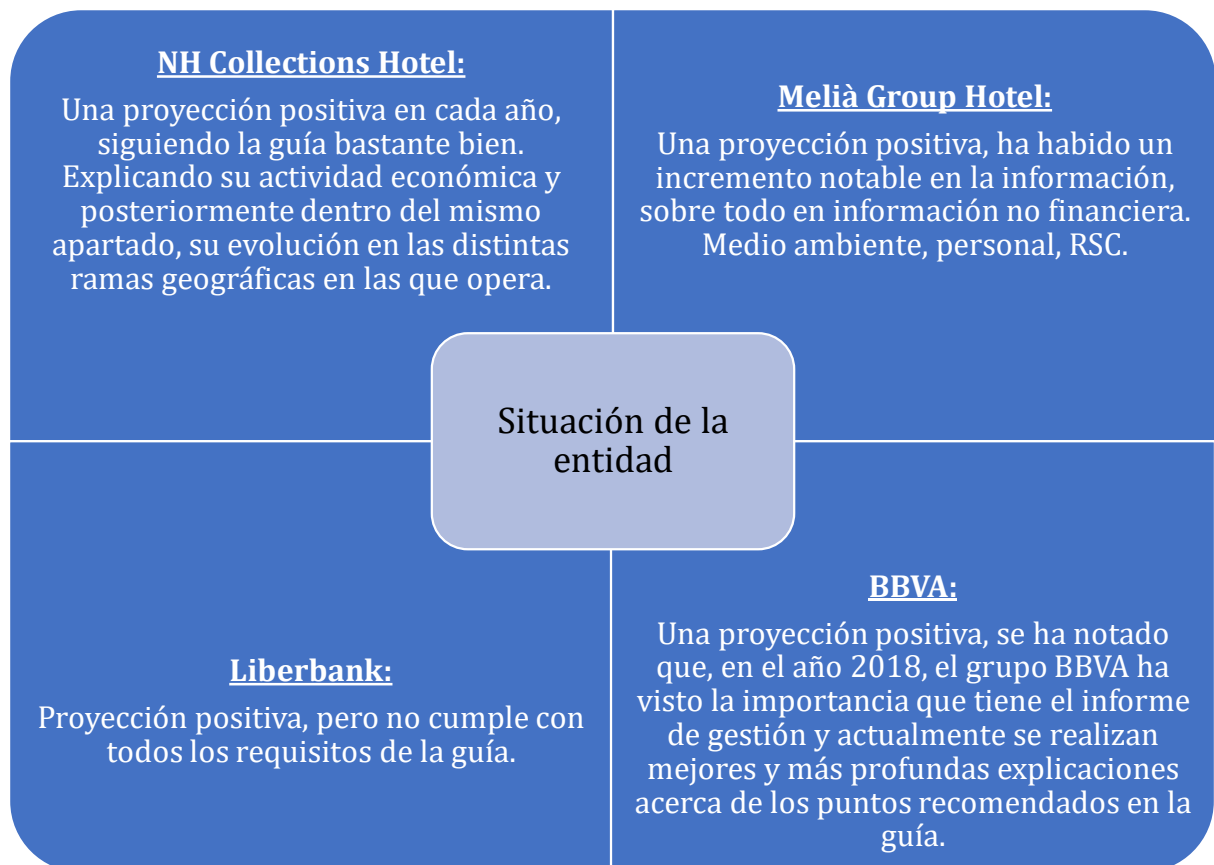 NH Collections Hotel:
Una proyección positiva en cada año,
siguiendo la guía bastante bien.
Explicando su actividad económica y
posteriormente dentro del mismo
apartado, su evolución en las distintas
ramas geográficas en las que opera.
Melià Group Hotel:
Una proyección positiva, ha habido un
incremento notable en la información,
sobre todo en información no financiera.
Medio ambiente, personal, RSC.
Situación de la
entidad
Liberbank:
Proyección positiva, pero no cumple con
todos los requisitos de la guía.
BBVA:
Una proyección positiva, se ha notado
que, en el año 2018, el grupo BBVA ha
visto la importancia que tiene el informe
de gestión y actualmente se realizan
mejores y más profundas explicaciones
acerca de los puntos recomendados en la
guía.